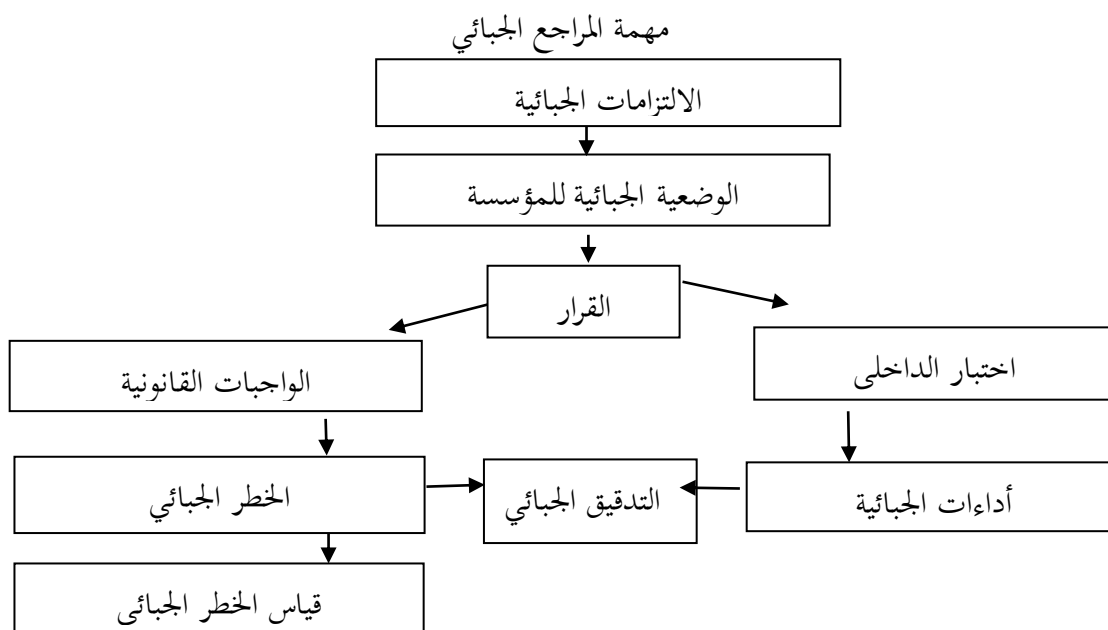 مهمة المراجع الجبائي
الالتزامات الجبائية
الوضعية الجبائية للمؤسسة
القرار
اختبار الداخلى
الواجبات القانونية
أداءات الجبائية
التدقيق الجبائي
الخطر الجبائي
قياس الخطر الجبائى